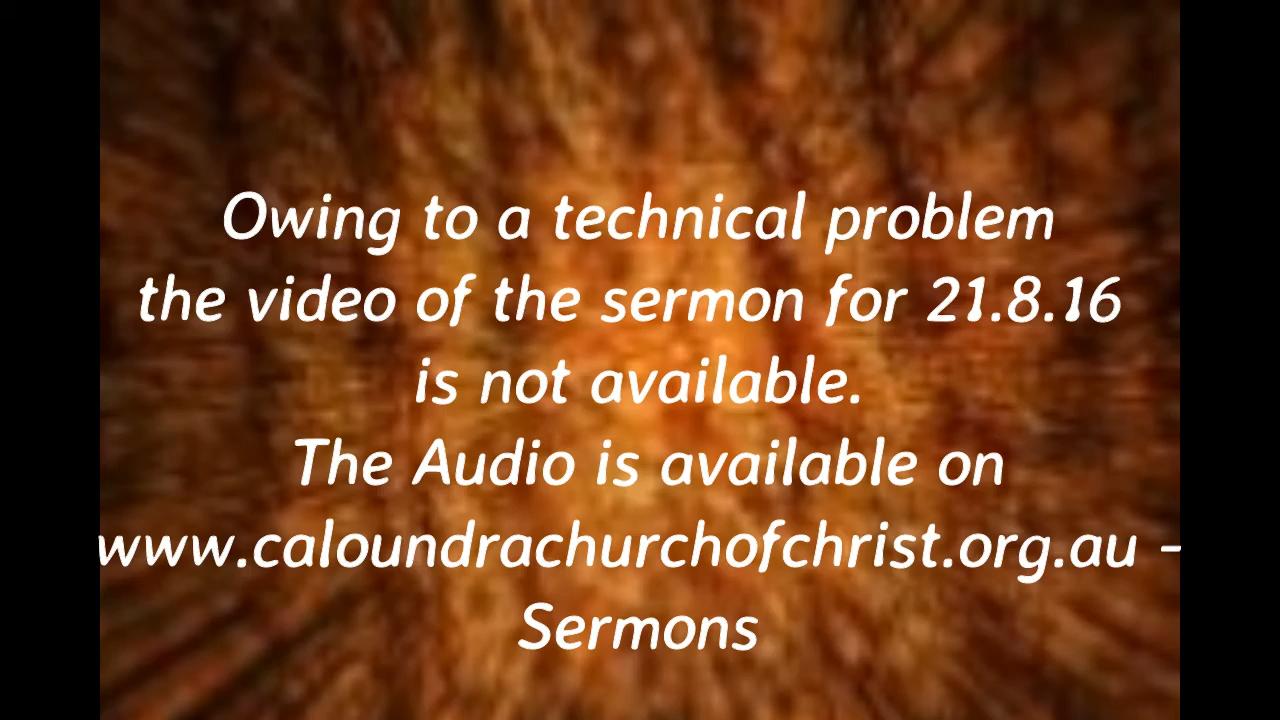 Owing to a technical problem
the video of the sermon for 21.8.16
is not available.
The Audio is available on
www.caloundrachurchofchrist.org.au -
Sermons